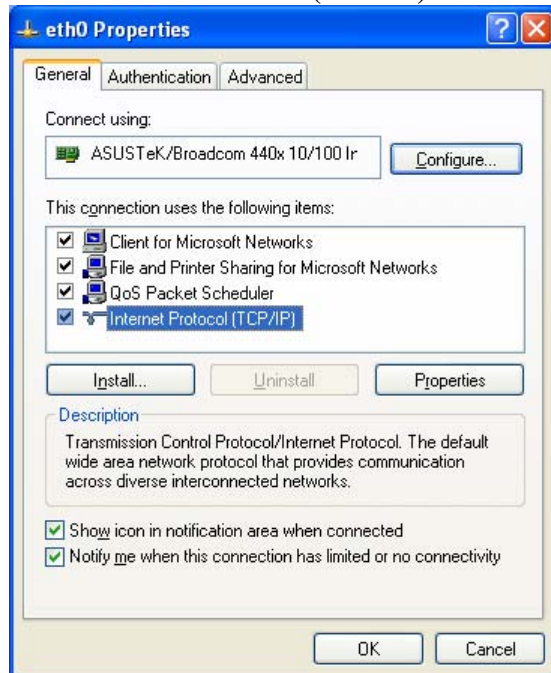 eth0 Properties
General Authentication Advanced
Connect using:
ASUSTeK/Broadcom 440x 10/100 In
Configure...
This connection uses the following items:
Client for Microsoft Networks
File and Printer Sharing for Microsoft Networks
QoS Packet Scheduler
Internet Protocol (TCP/IP)
Install... Uninstall Properties
Description
Transmission Control Protocol/Internet Protocol. The default
wide area network protocol that provides communication
across diverse interconnected networks.
Show icon in notification area when connected
Notify me when this connection has limited or no connectivity
OK Cancel